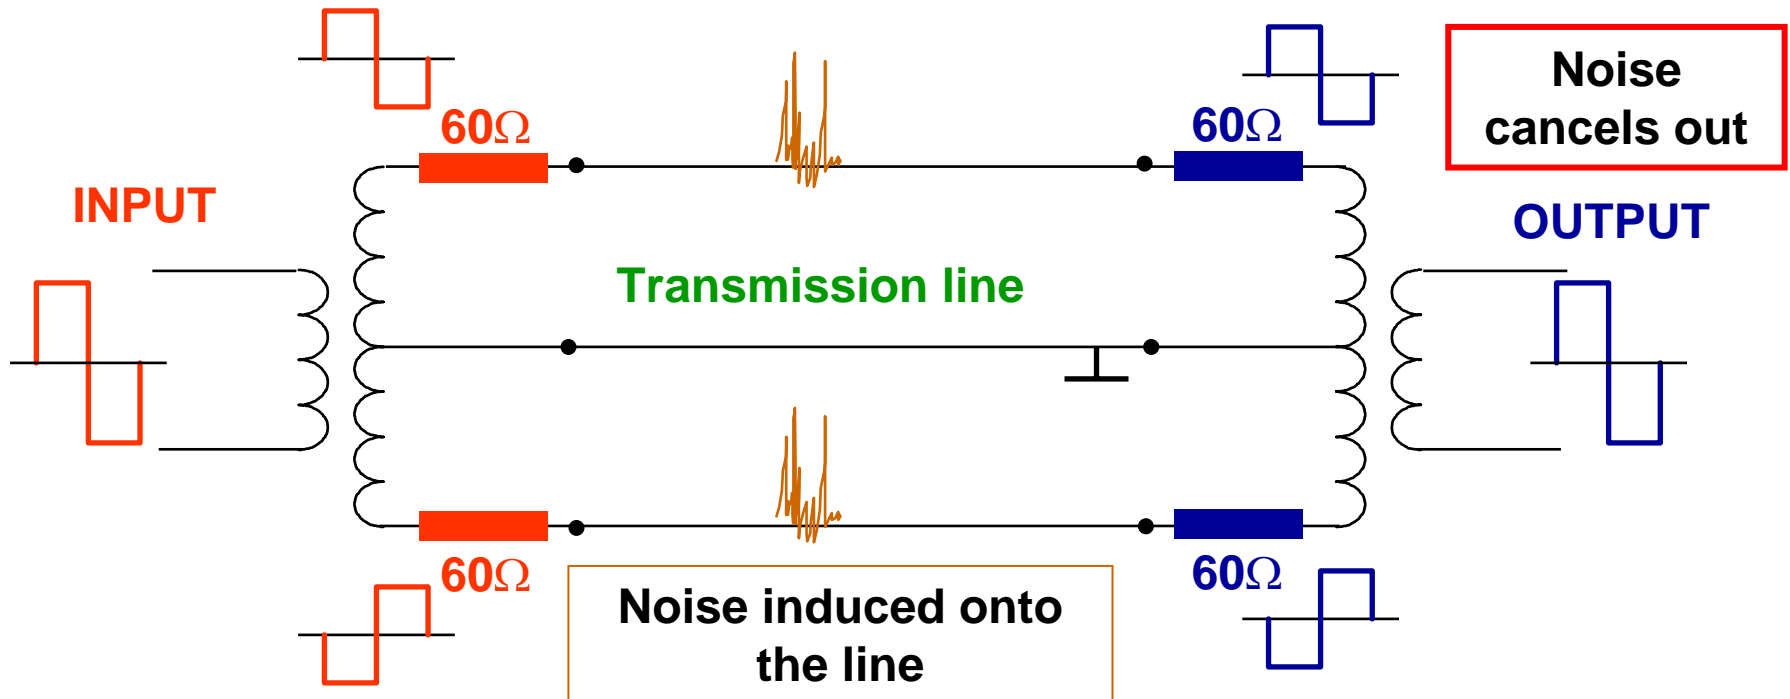 60Ω
60Ω
Noise
cancels out
INPUT
OUTPUT
Transmission line
60Ω
60Ω
Noise induced onto
the line